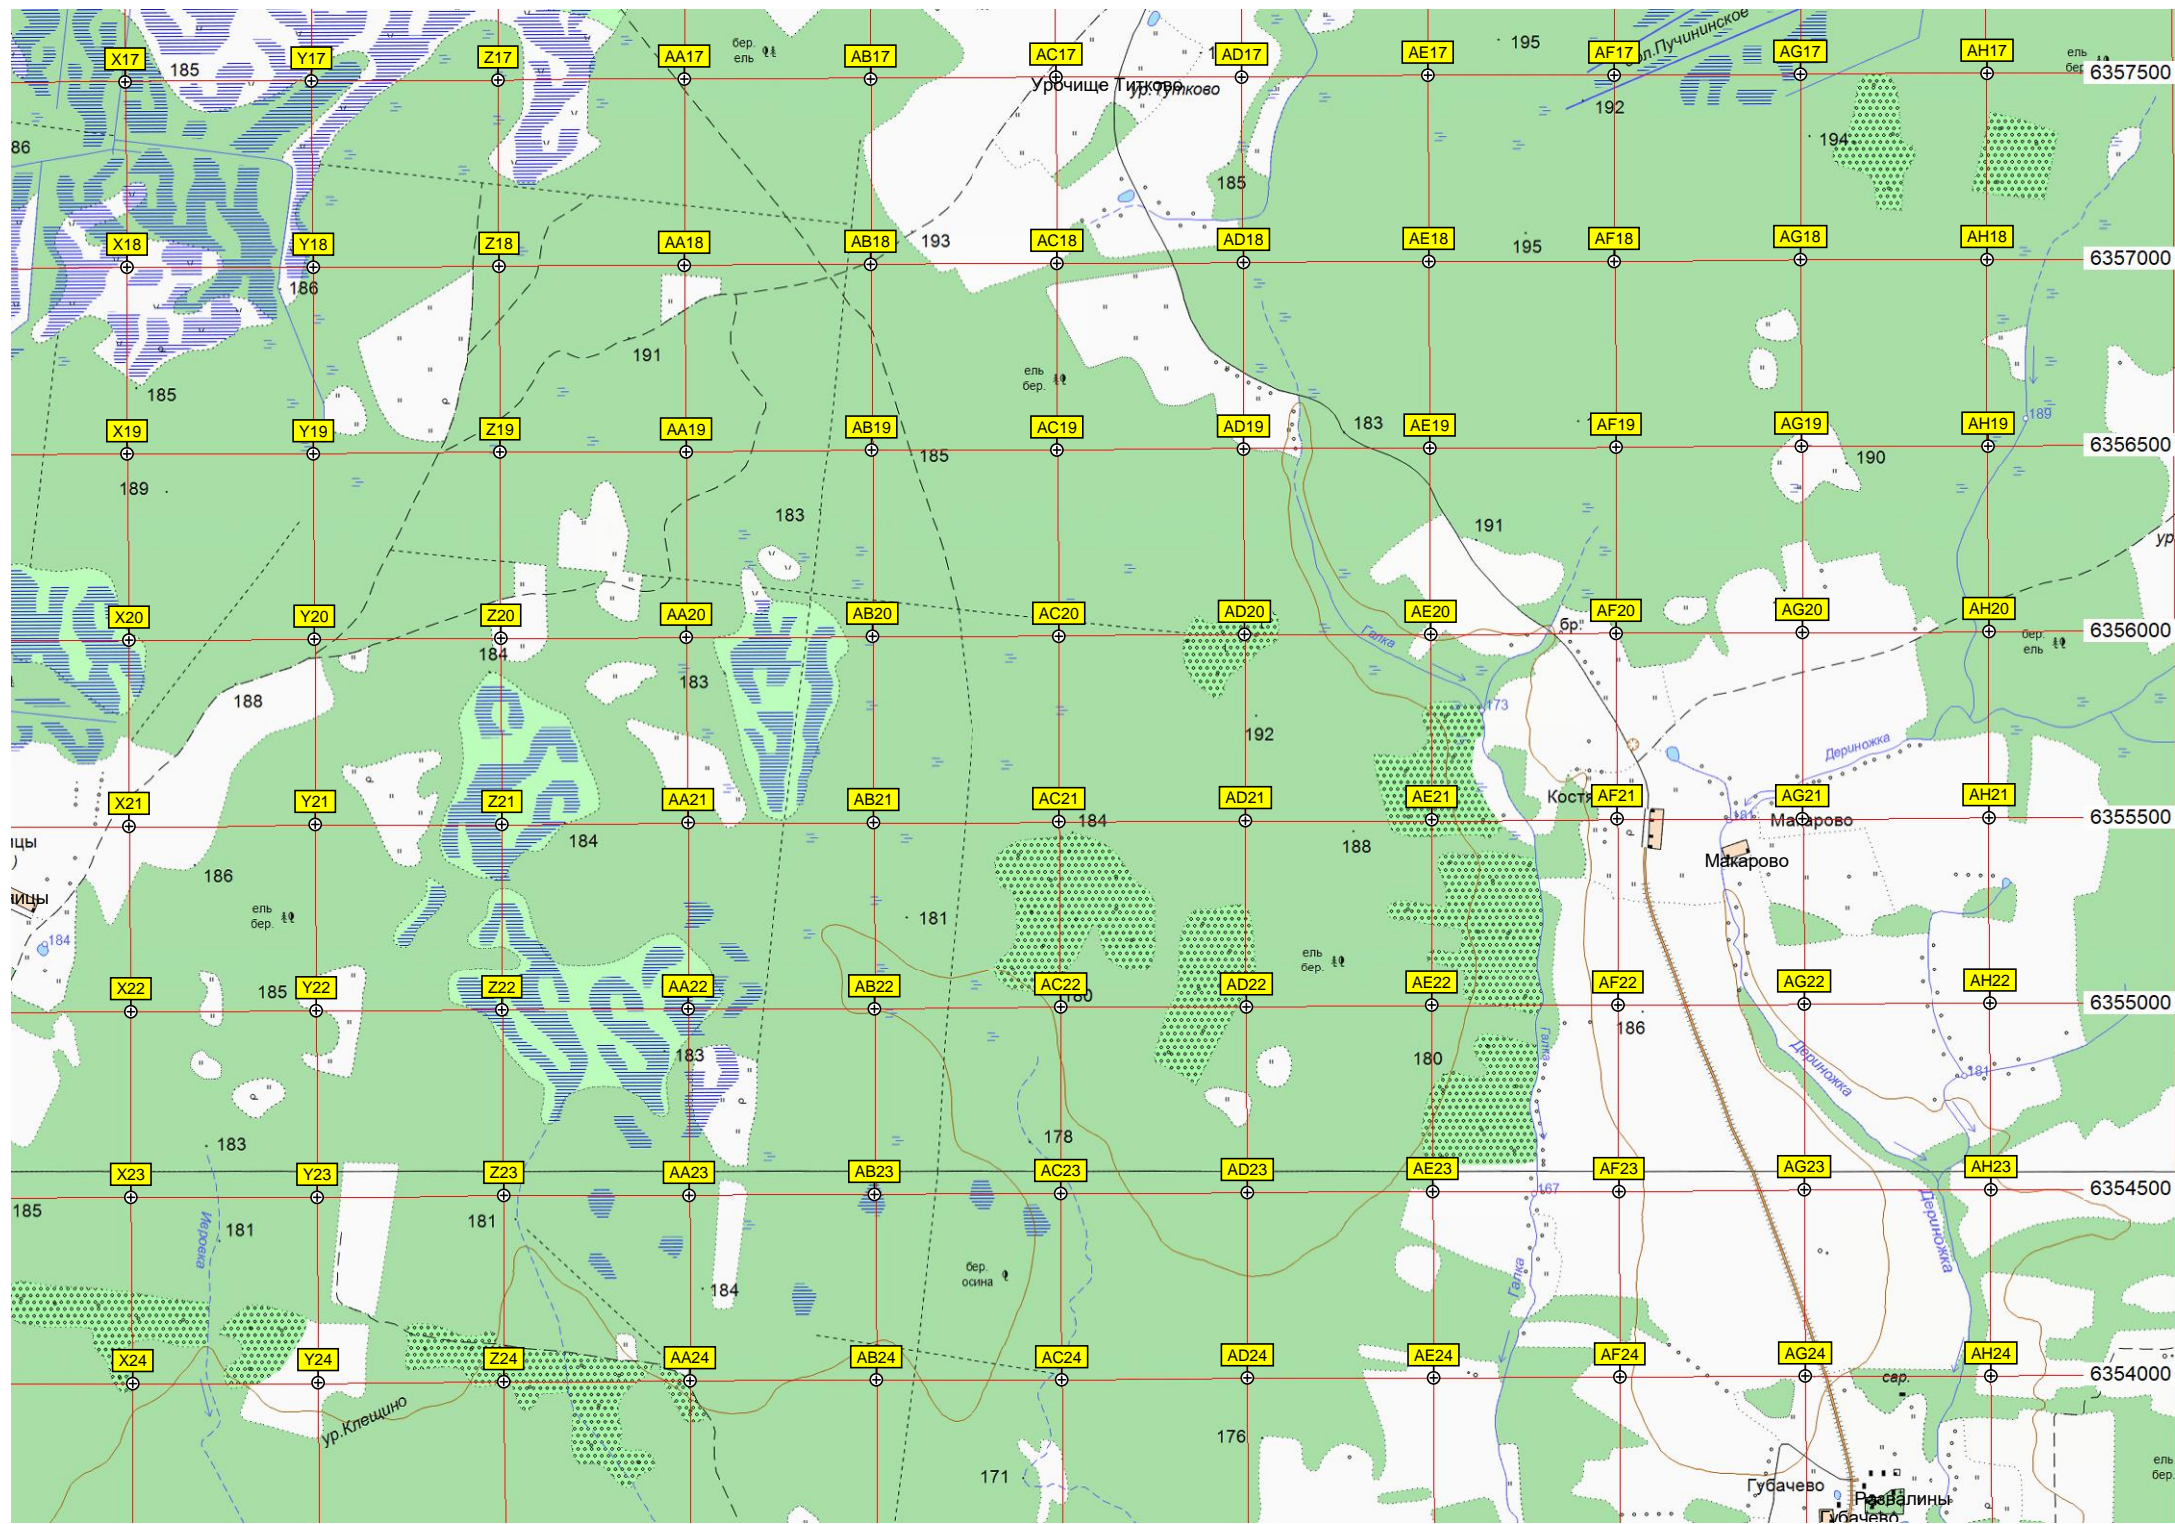 X17 Y17 Z17 AA17 AB17 AC17 AD17 AE17 AF17 AG17 AH17
6357500
185
бер.
ель
195
192
Урочище Титково
ель
86
194
185
X18 Y18 Z18 AA18 AB18 AC18 AD18 AE18 AF18 AG18 AH18
6357000
193
195
186
191
185
ель
бер.
183
189
X19 Y19 Z19 AA19 AB19 AC19 AD19 AE19 AF19 AG19 AH19
6356500
185
190
189
183
191
ур
X20 Y20 Z20 AA20 AB20 AC20 AD20 AE20 AF20 AG20 AH20
6356000
бр.
Галка
бер.
ель
184
183
188
173
192
Дериножка
X21 Y21 Z21 AA21 AB21 AC21 AD21 AE21 AF21 AG21 AH21
6355500
184
Макарово
184
188
Макарово
186
ель
бер.
181
184
ель
бер.
X22 Y22 Z22 AA22 AB22 AC22 AD22 AE22 AF22 AG22 AH22
6355000
185
186
183
180
Галка
Дериножка
181
183
178
X23 Y23 Z23 AA23 AB23 AC23 AD23 AE23 AF23 AG23 AH23
6354500
167
185
181
181
Дериножка
184
бер.
осина
Галка
X24 Y24 Z24 AA24 AB24 AC24 AD24 AE24 AF24 AG24 AH24
6354000
сар.
ур.Клещино
176
171
ель
бер.
Губачево
Развалины
Губачево